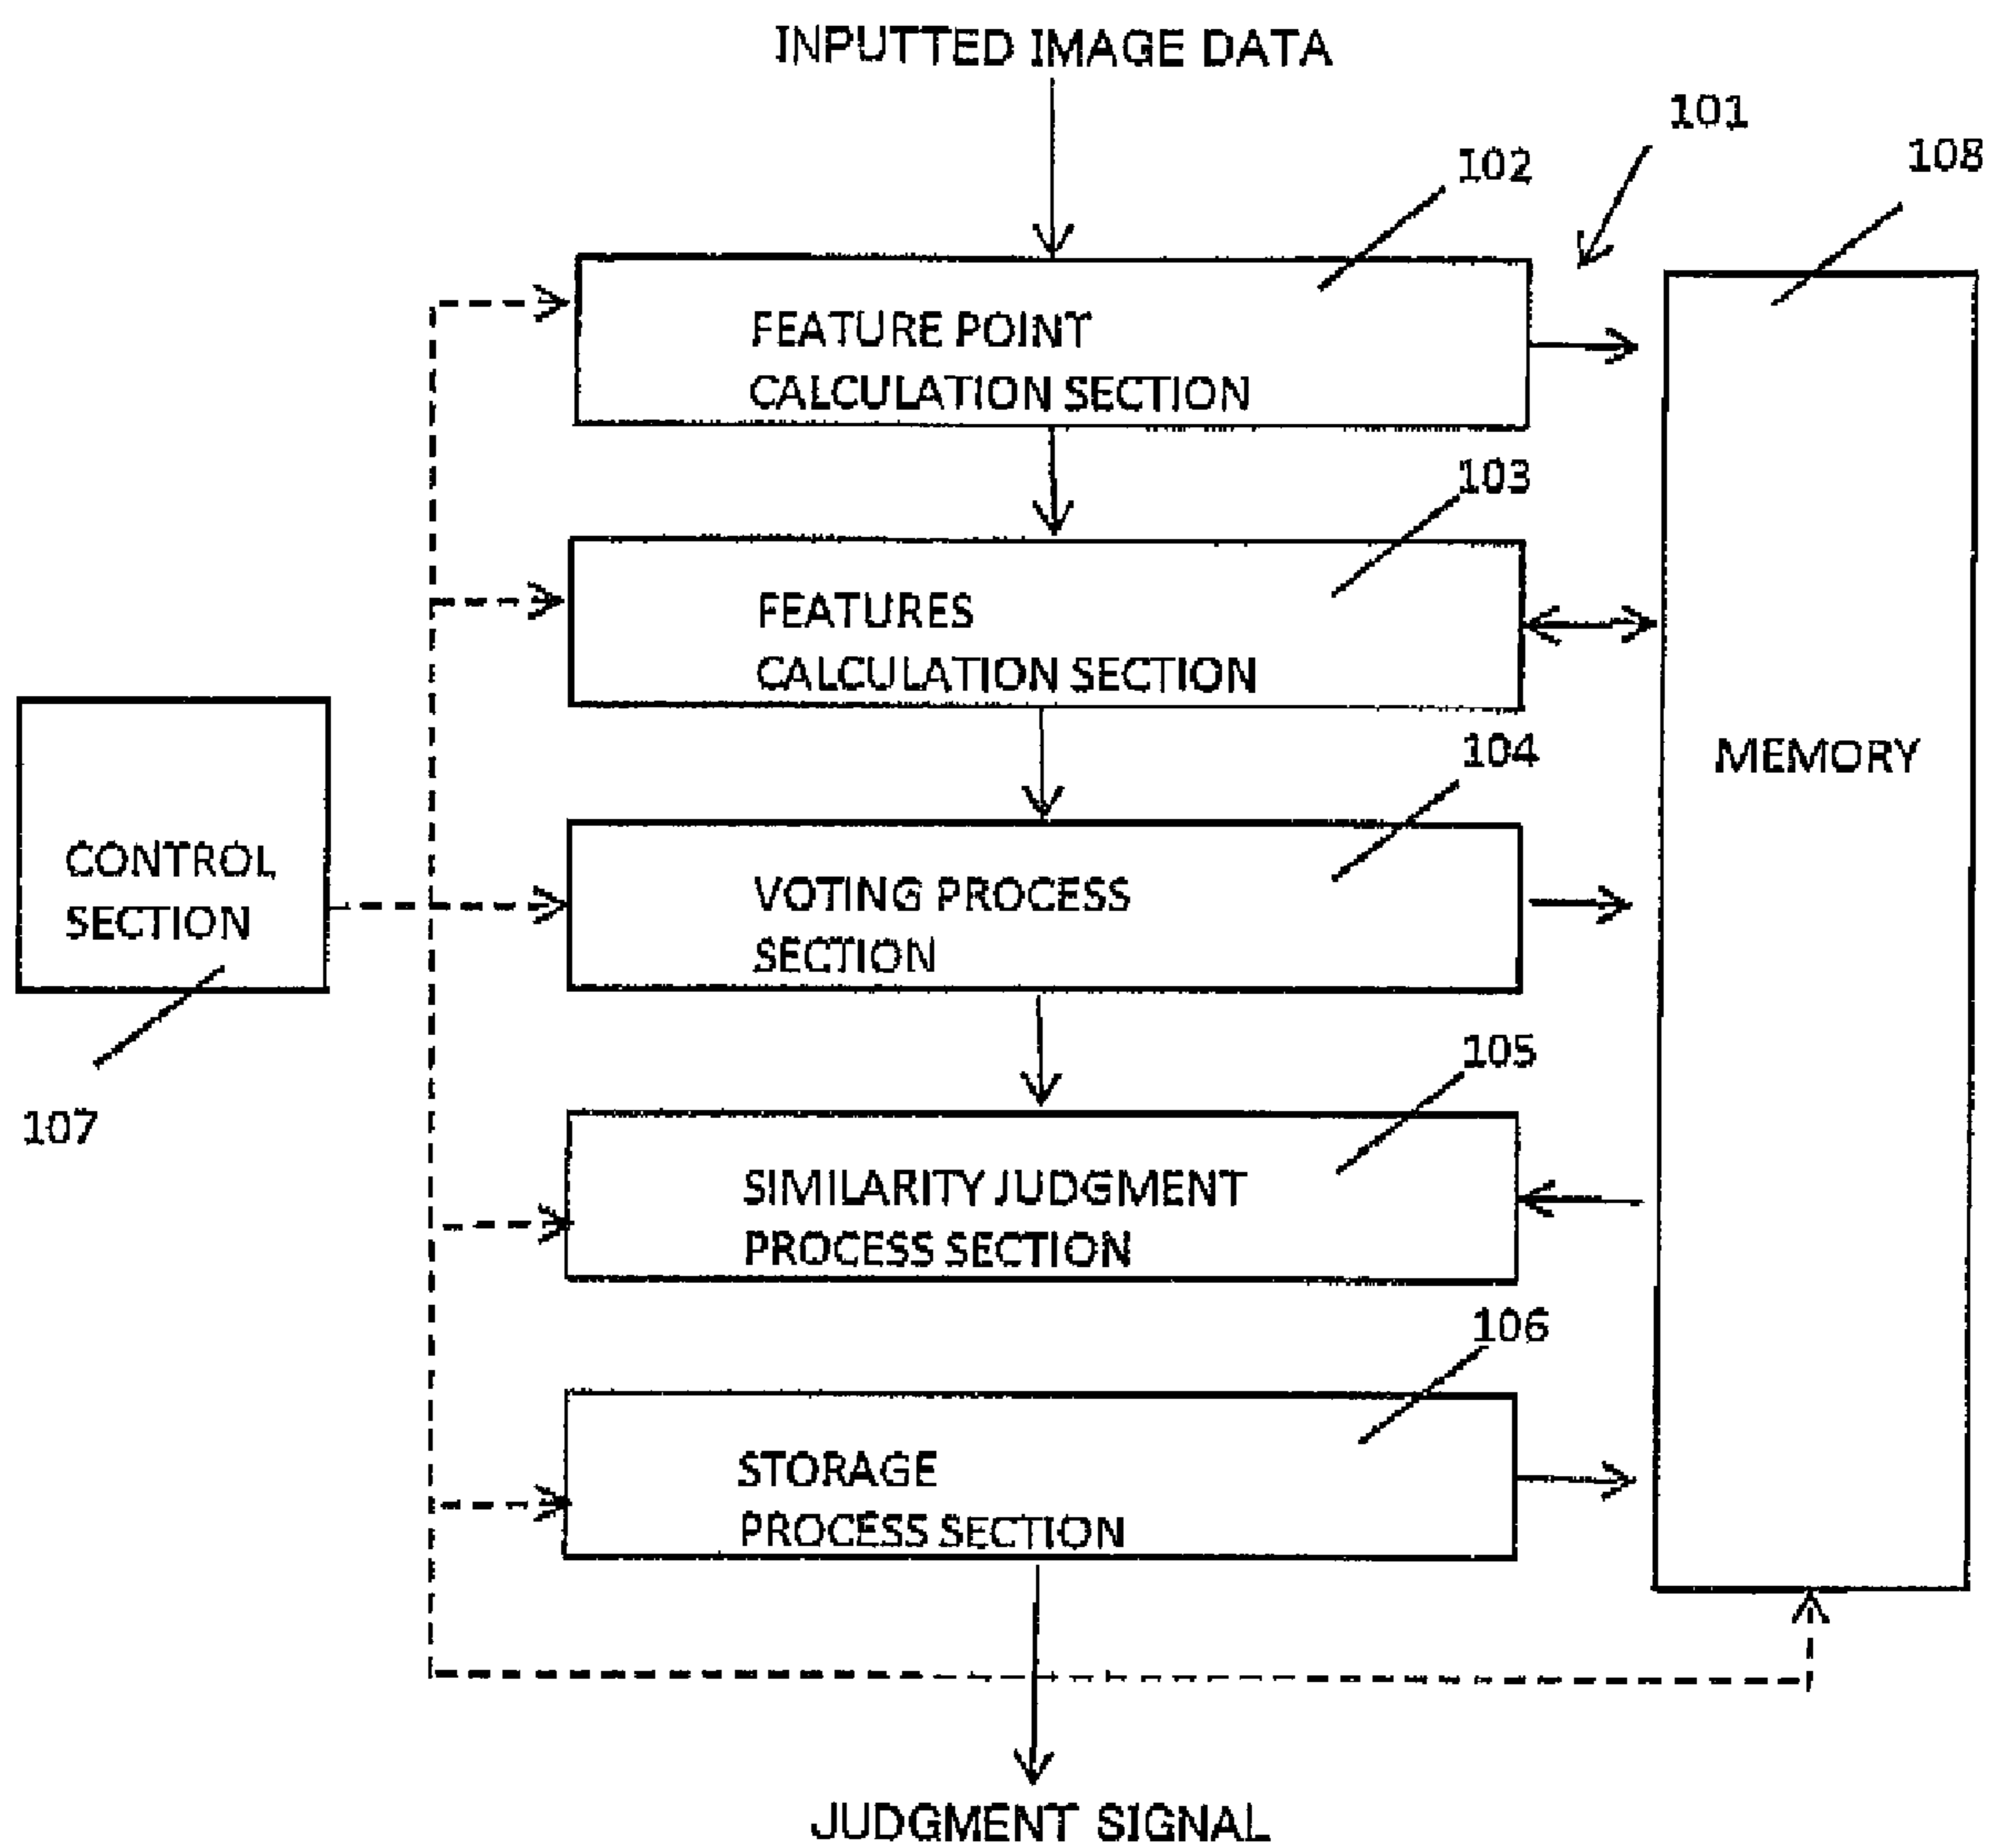 INPUTTED IMAGE DATA
101
102
108
FEATURE POINT
CALCULATION SECTION
103
FEATURES
CALCULATION SECTION
104
MEMORY
CONTROL
SECTION
VOTING PROCESS
SECTION
105
107
SIMILARITY JUDGMENT
PROCESS SECTION
106
STORAGE
PROCESS SECTION
JUDGMENT SIGNAL